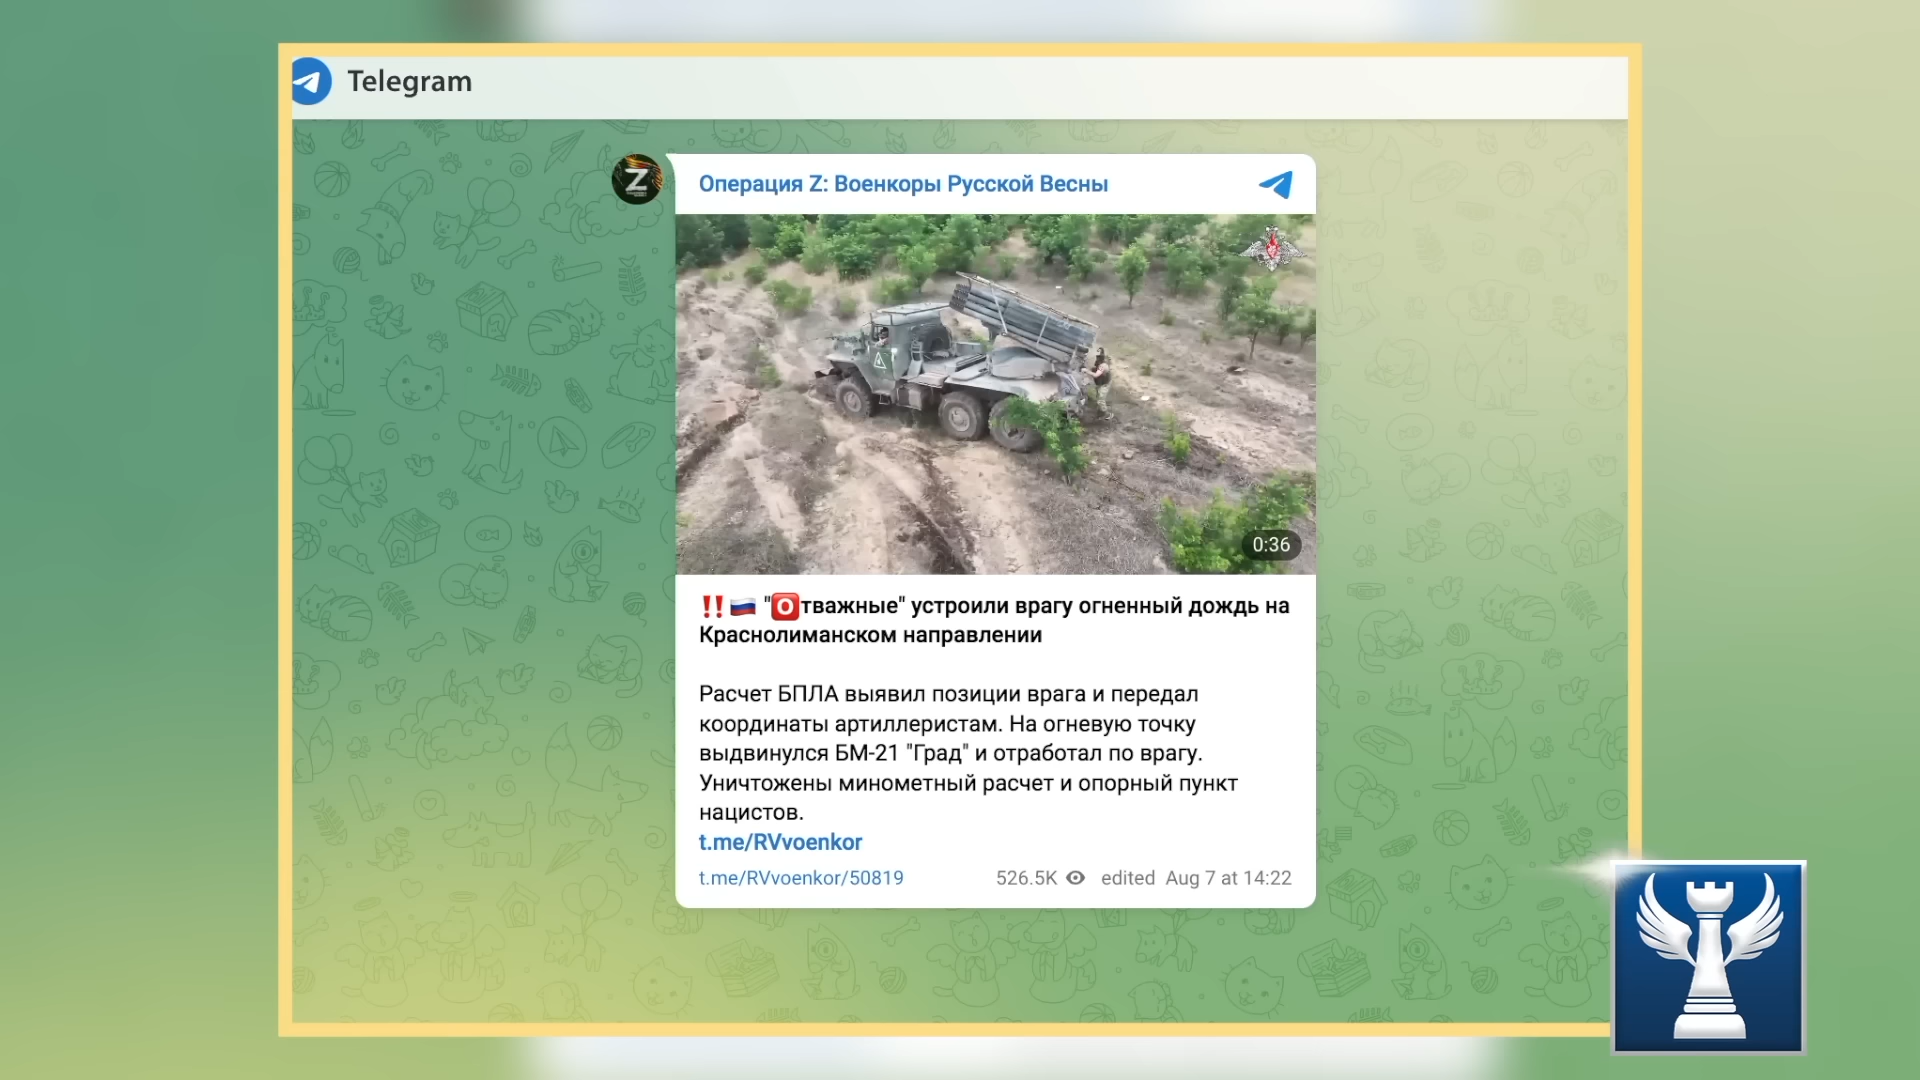 Telegram
Операция Z: Военкоры Русской Весны
Z
0:36
‼️🇷🇺 "🅾️тважные" устроили врагу огненный дождь на
Краснолиманском направлении
Расчет БПЛА выявил позиции врага и передал
координаты артиллеристам. На огневую точку
выдвинулся БМ-21 "Град" и отработал по врагу.
Уничтожены минометный расчет и опорный пункт
нацистов.
t.me/RVvoenkor
t.me/RVvoenkor/50819 526.5K edited Aug 7 at 14:22